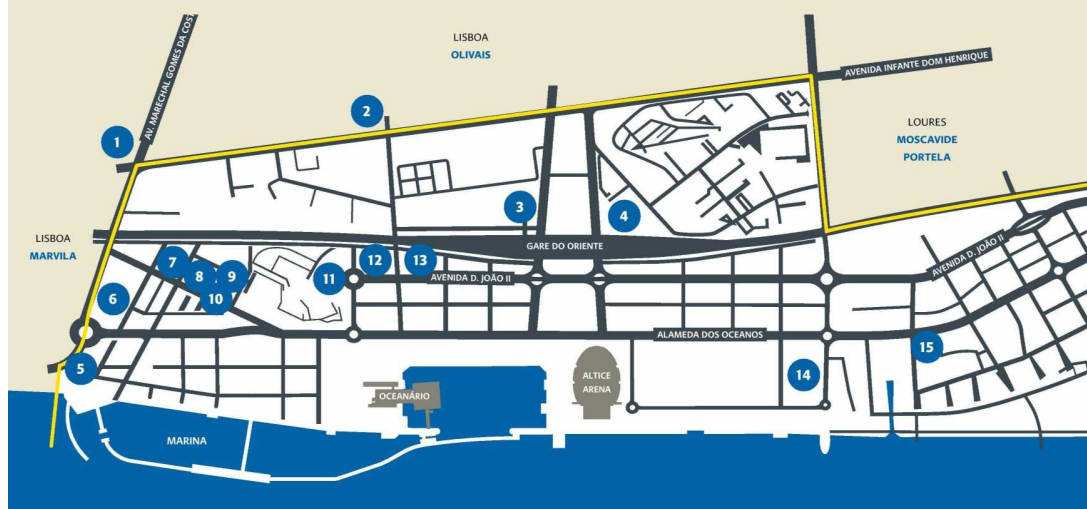 LISBOA
OLIVAIS
AV. MARECHAL GOMES DA COSTA
AVENIDA INFANTE DOM HENRIQUE
1
2
LOURES
MOSCAVIDE
PORTELA
3
4
LISBOA
MARVILA
GARE DO ORIENTE
AVENIDA D. JOÃO II
7
8
9
10
11
12
13
AVENIDA D. JOÃO II
6
ALAMEDA DOS OCEANOS
15
5
14
ALTICE
ARENA
OCEANÁRIO
MARINA